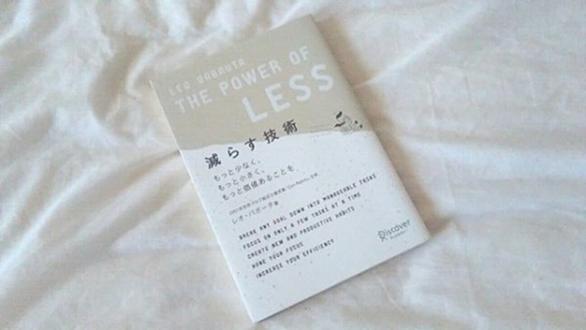 LEO BABAUTA
THE POWER OF
LESS
減らす技術
もっと少なく、
もっと小さく、
もっと価値あることを
レオ・バボータ
BREAK ANY GOAL DOWN INTO MANAGEABLE TASKS
FOCUS ON ONLY A FEW TASKS AT A TIME
CREATE NEW AND PRODUCTIVE HABITS
HONE YOUR FOCUS
INCREASE YOUR EFFICIENCY
Discover